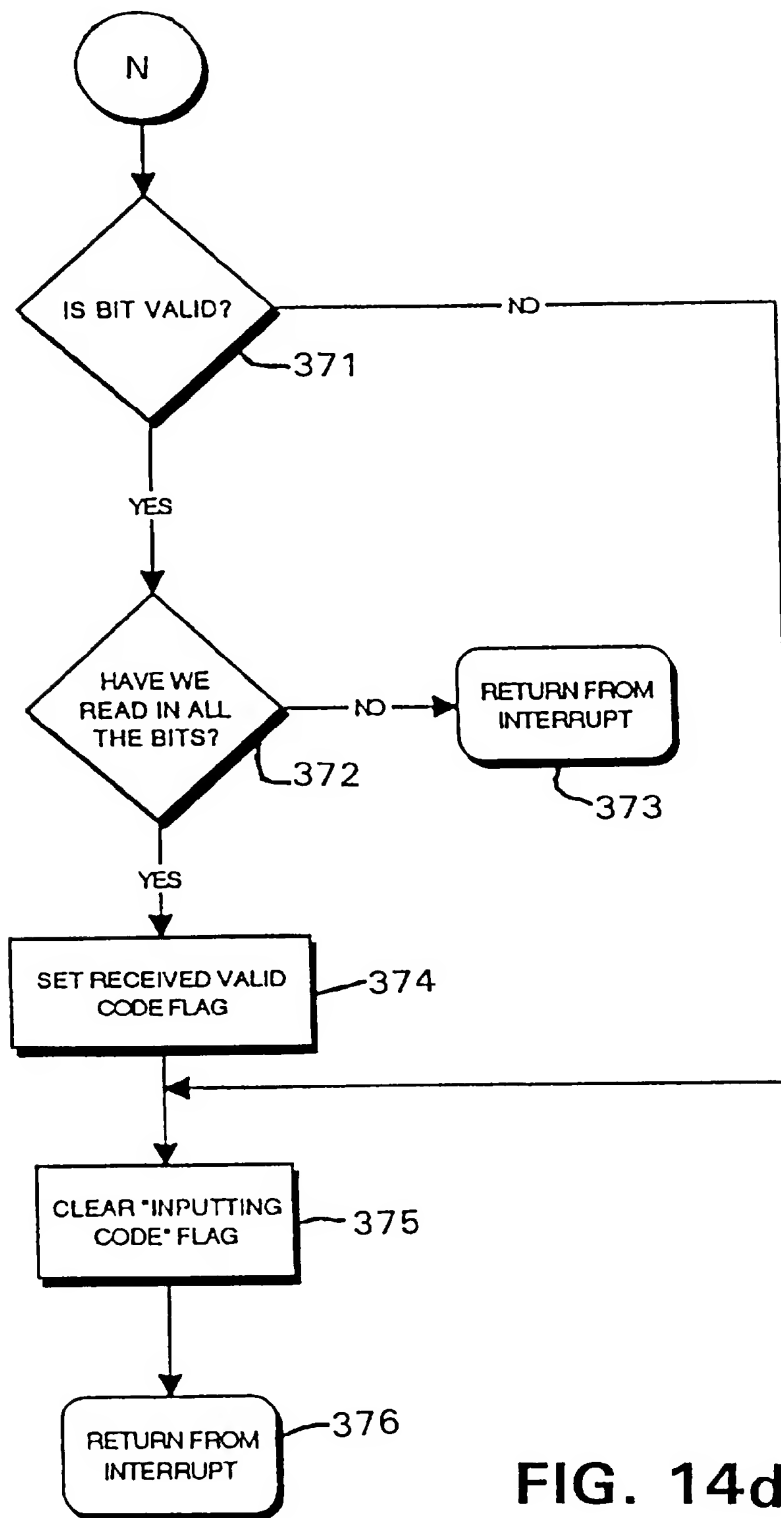 N
IS BIT VALID?
NO
371
YES
HAVE WE
READ IN ALL
THE BITS?
NO
RETURN FROM
INTERRUPT
372
373
YES
SET RECEIVED VALID
CODE FLAG
374
CLEAR "INPUTTING
CODE" FLAG
375
RETURN FROM
INTERRUPT
376
FIG. 14d